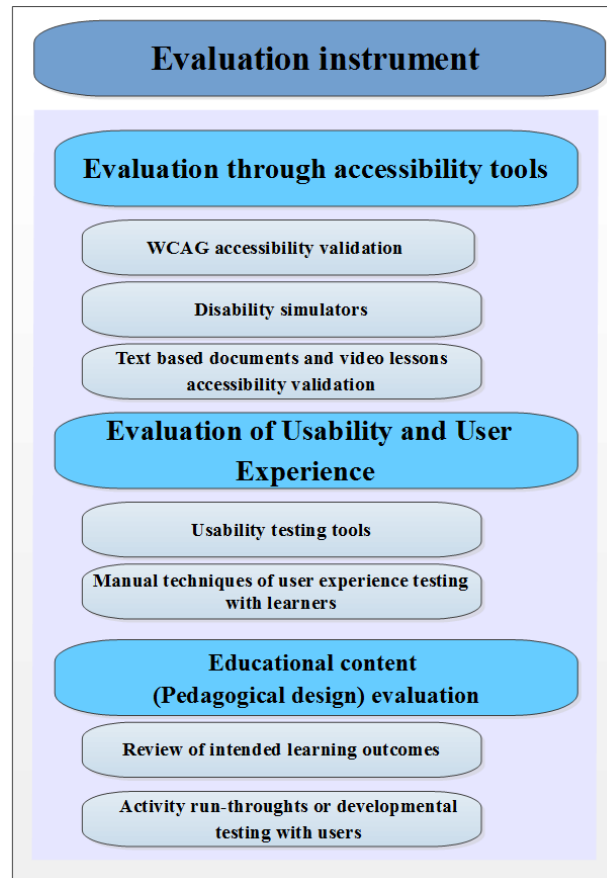 Evaluation instrument
Evaluation through accessibility tools
WCAG accessibility validation
Disability simulators
Text based documents and video lessons
accessibility validation
Evaluation of Usability and User
Experience
Usability testing tools
Manual techniques of user experience testing
with learners
Educational content
(Pedagogical design) evaluation
Review of intended learning outcomes
Activity run-throughts or developmental
testing with users